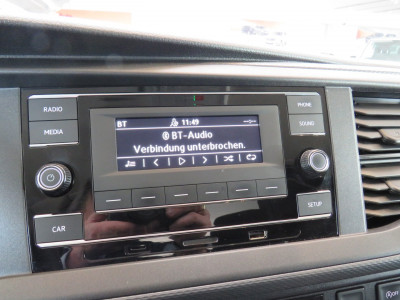 RADIO
MEDIA
BT 11:49
BT-Audio
Verbindung unterbrochen.
PHONE
SOUND
CAR
SETUP